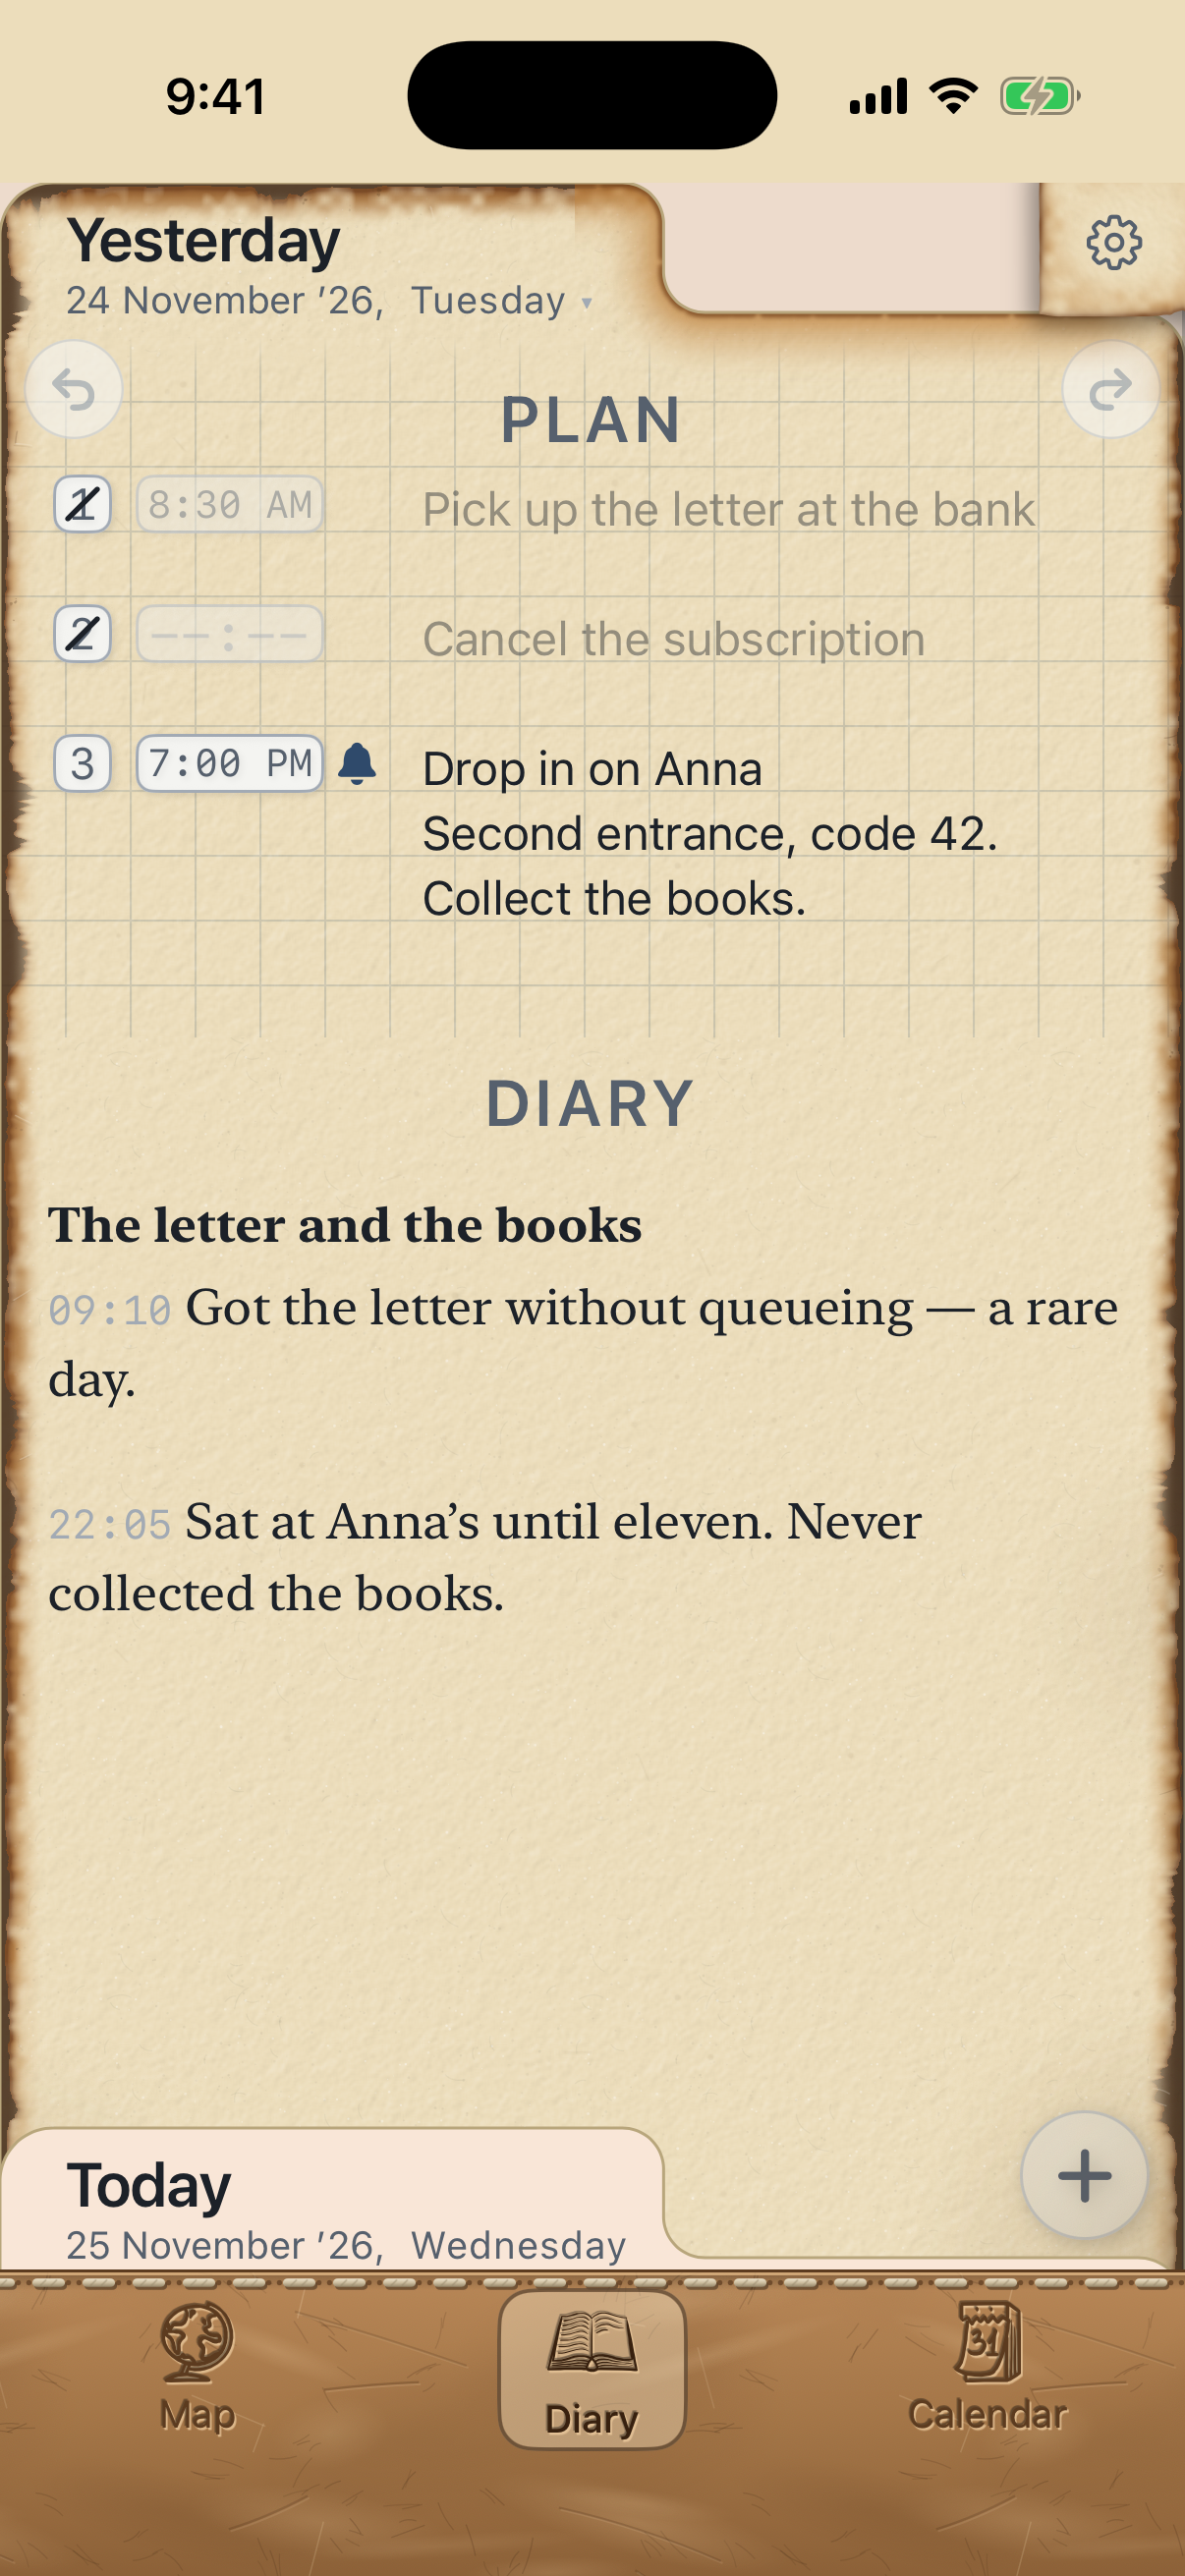 9:41
Yesterday
24 November ’26, Tuesday ▾
PLAN
1 8:30 AM Pick up the letter at the bank
2 --:-- Cancel the subscription
3 7:00 PM Drop in on Anna
Second entrance, code 42.
Collect the books.
DIARY
The letter and the books
09:10 Got the letter without queueing — a rare
day.
22:05 Sat at Anna’s until eleven. Never
collected the books.
Today
25 November ’26, Wednesday
31
Map Diary Calendar